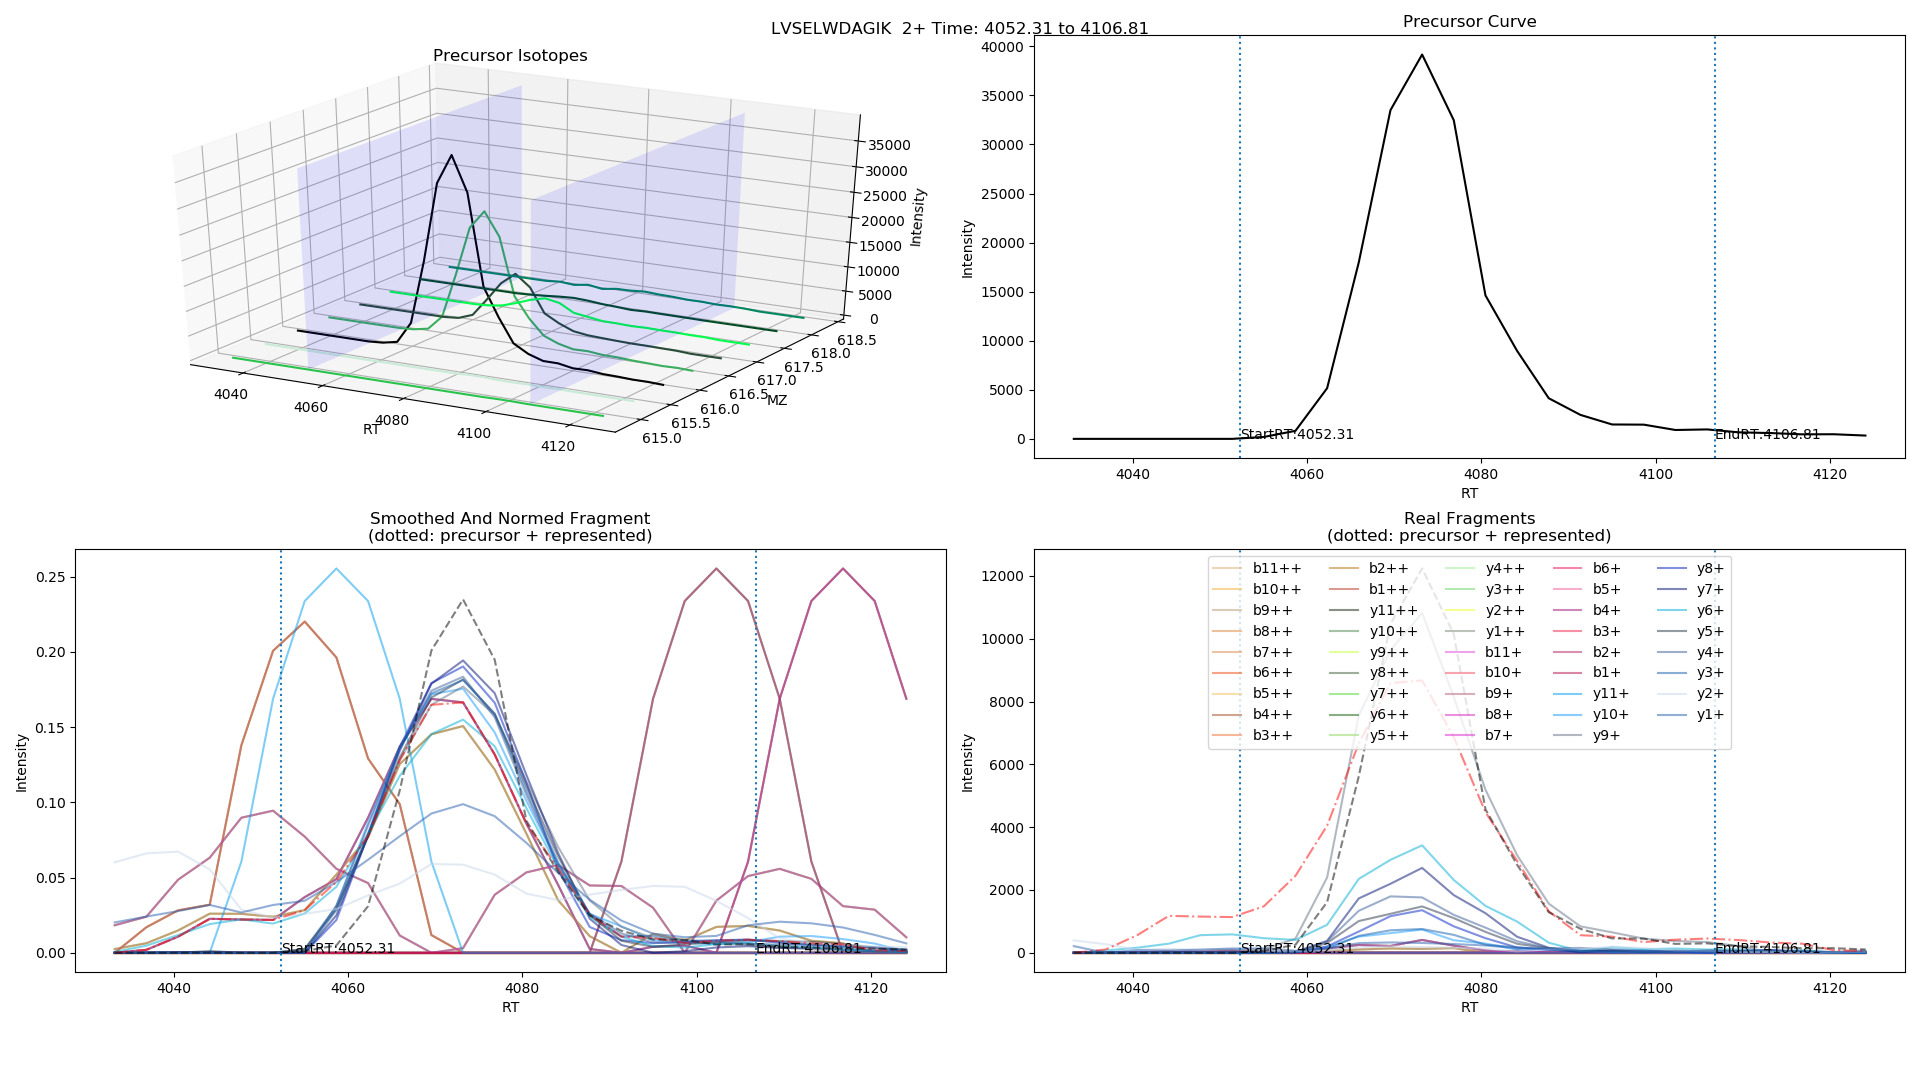 LVSELWDAGIK  2+ Time: 4052.31 to 4106.81
Precursor Isotopes
35000
30000
25000
20000
15000
10000
5000
0
Intensity
4040
4060
4080
4100
4120
RT
615.0
615.5
616.0
616.5
617.0
617.5
618.0
618.5
MZ
Precursor Curve
40000
35000
30000
25000
20000
15000
10000
5000
0
Intensity
StartRT:4052.31
EndRT:4106.81
4040
4060
4080
4100
4120
RT
Smoothed And Normed Fragment
(dotted: precursor + represented)
0.25
0.20
0.15
0.10
0.05
0.00
Intensity
StartRT:4052.31
EndRT:4106.81
4040
4060
4080
4100
4120
RT
Real Fragments
(dotted: precursor + represented)
12000
10000
8000
6000
4000
2000
0
Intensity
b11++
b10++
b9++
b8++
b7++
b6++
b5++
b4++
b3++
b2++
b1++
y11++
y10++
y9++
y8++
y7++
y6++
y5++
y4++
y3++
y2++
y1++
b11+
b10+
b9+
b8+
b7+
b6+
b5+
b4+
b3+
b2+
b1+
y11+
y10+
y9+
y8+
y7+
y6+
y5+
y4+
y3+
y2+
y1+
StartRT:4052.31
EndRT:4106.81
4040
4060
4080
4100
4120
RT